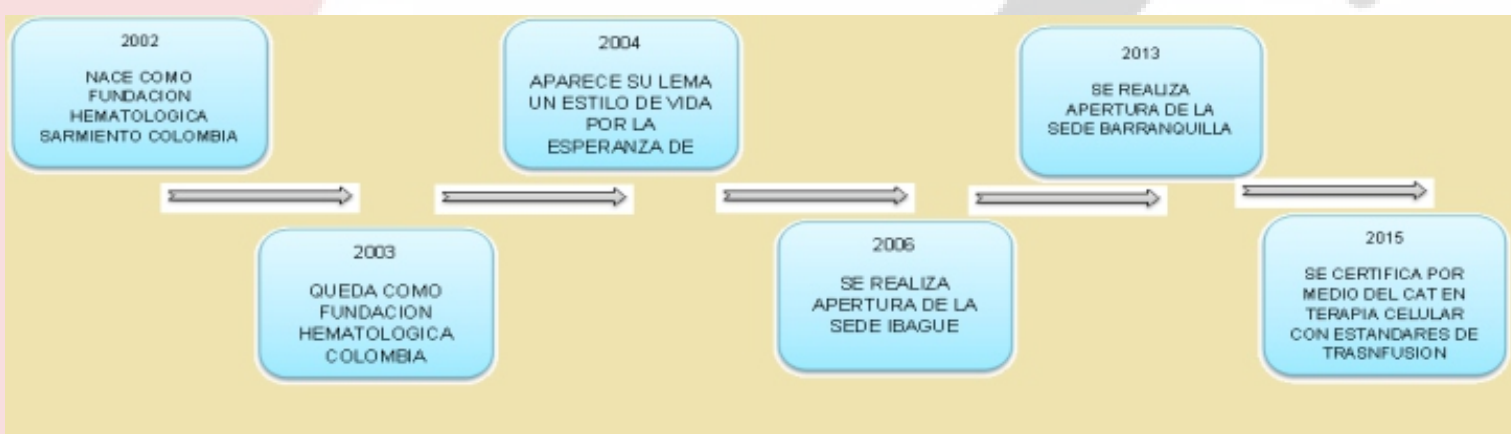 2002
NACE COMO
FUNDACION
HEMATOLOGICA
SARMIENTO COLOMBIA
2003
QUEDA COMO
FUNDACION
HEMATOLOGICA
COLOMBIA
2004
APARECE SU LEMA
UN ESTILO DE VIDA
POR LA
ESPERANZA DE
2006
SE REALIZA
APERTURA DE LA
SEDE IBAGUE
2013
SE REALIZA
APERTURA DE LA
SEDE BARRANQUILLA
2015
SE CERTIFICA POR
MEDIO DEL CAT EN
TERAPIA CELULAR
CON ESTANDARES DE
TRASNFUSION